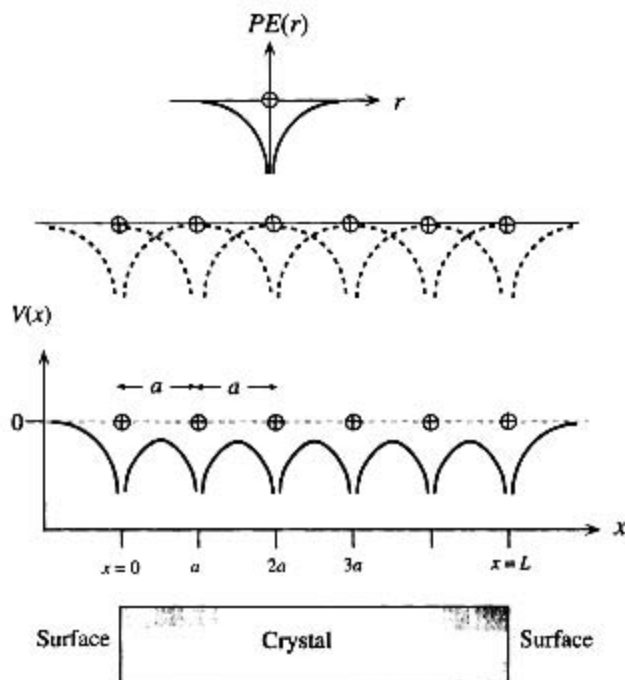 PE(r)
r
V(x)
a a
0
x
x = 0 a 2a 3a x = L
Surface Crystal Surface